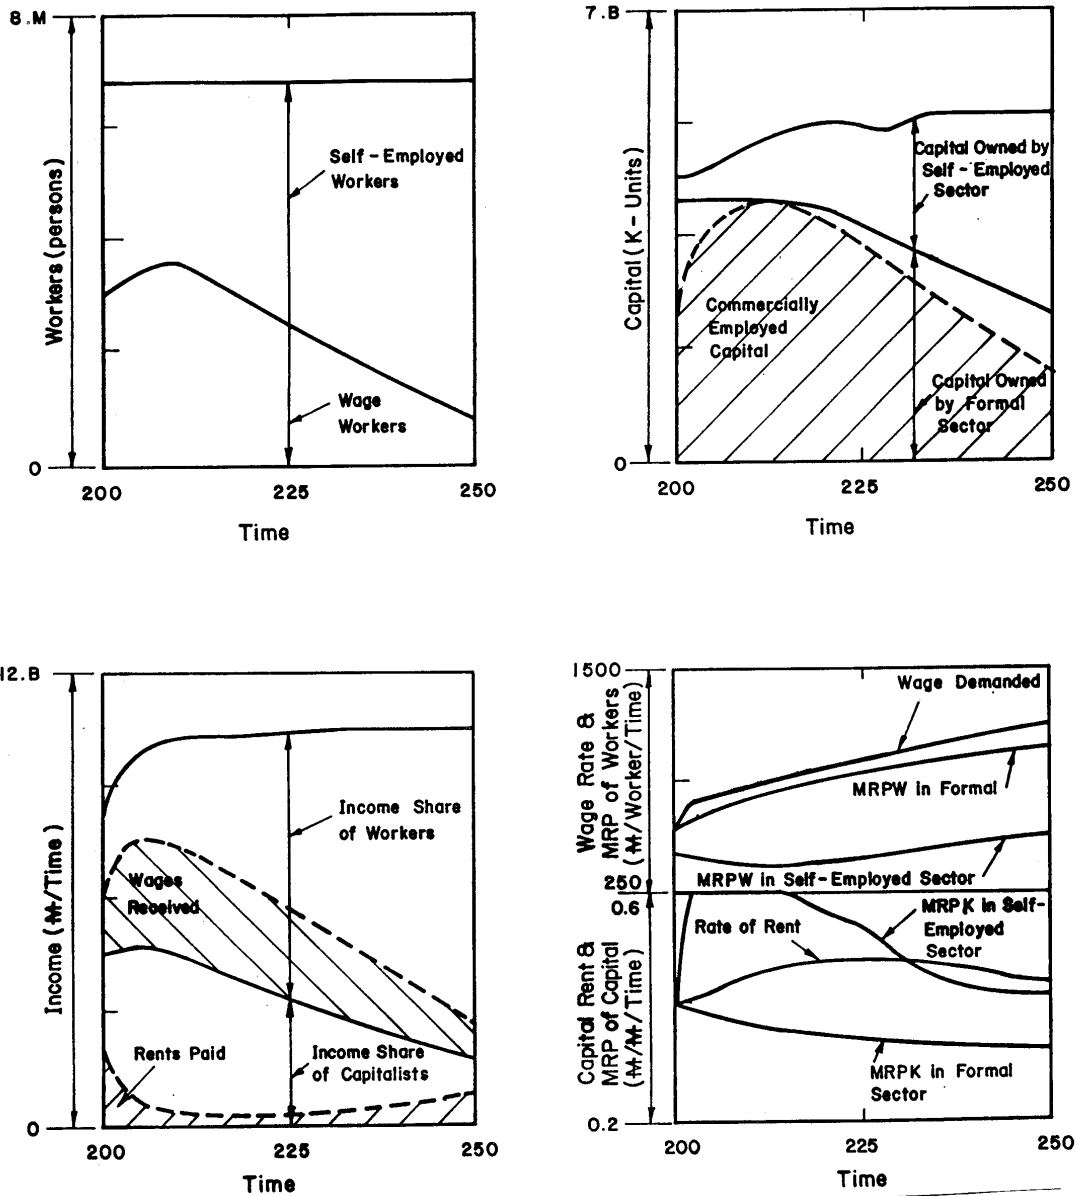 8.M
Workers (persons)
Self-Employed
Workers
Wage
Workers
0
200
225
250
Time
7.B
Capital (K-Units)
Capital Owned by
Self-Employed
Sector
Commercially
Employed
Capital
Capital Owned
by Formal
Sector
0
200
225
250
Time
12.B
Income (M/Time)
Income Share
of Workers
Wages
Received
Rents Paid
Income Share
of Capitalists
0
200
225
250
Time
1500
Wage Rate &
MRP of Workers
(M/Worker/Time)
Wage Demanded
MRPW in Formal
MRPW in Self-Employed Sector
250
0.6
Capital Rent &
MRP of Capital
(M/M/Time)
Rate of Rent
MRPK in Self-
Employed
Sector
MRPK in Formal
Sector
0.2
200
225
250
Time